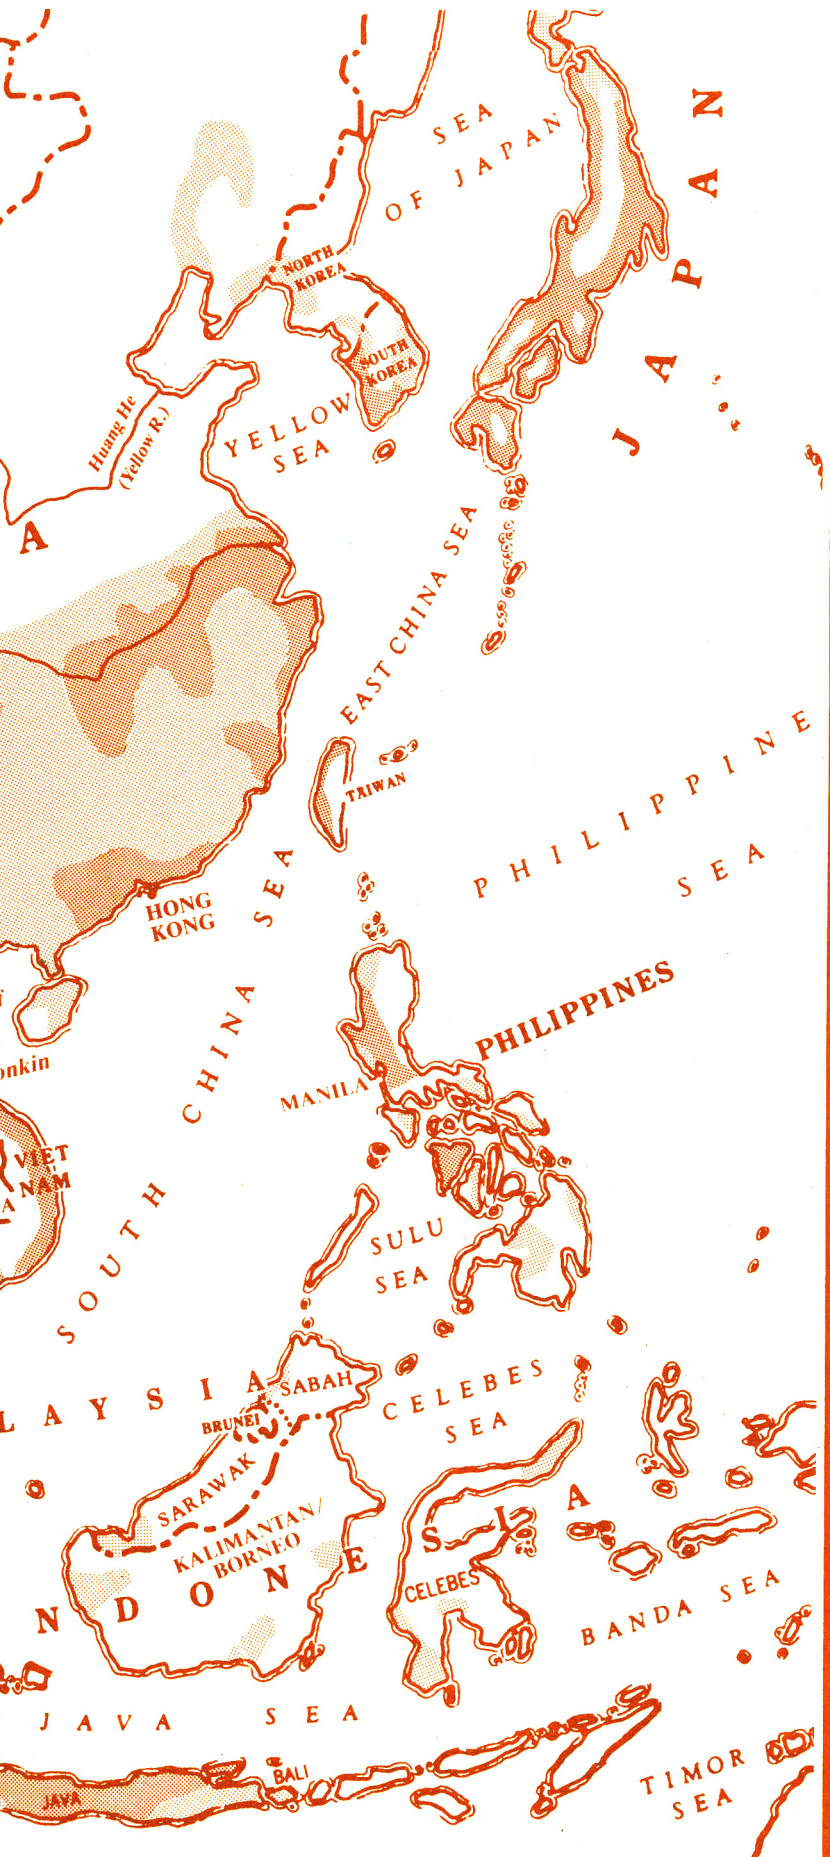 SEA
OF JAPAN
JAPAN
NORTH
KOREA
SOUTH
KOREA
Huang He
(Yellow R.)
YELLOW
SEA
A
EAST CHINA SEA
TAIWAN
PHILIPPINE
SEA
HONG
KONG
SOUTH CHINA SEA
PHILIPPINES
onkin
MANILA
VIET
NAM
A
SULU
SEA
LAYSIA
SABAH
BRUNEI
CELEBES
SEA
SARAWAK
KALIMANTAN/
BORNEO
NDONESIA
CELEBES
BANDA SEA
JAVA SEA
BALI
JAVA
TIMOR
SEA